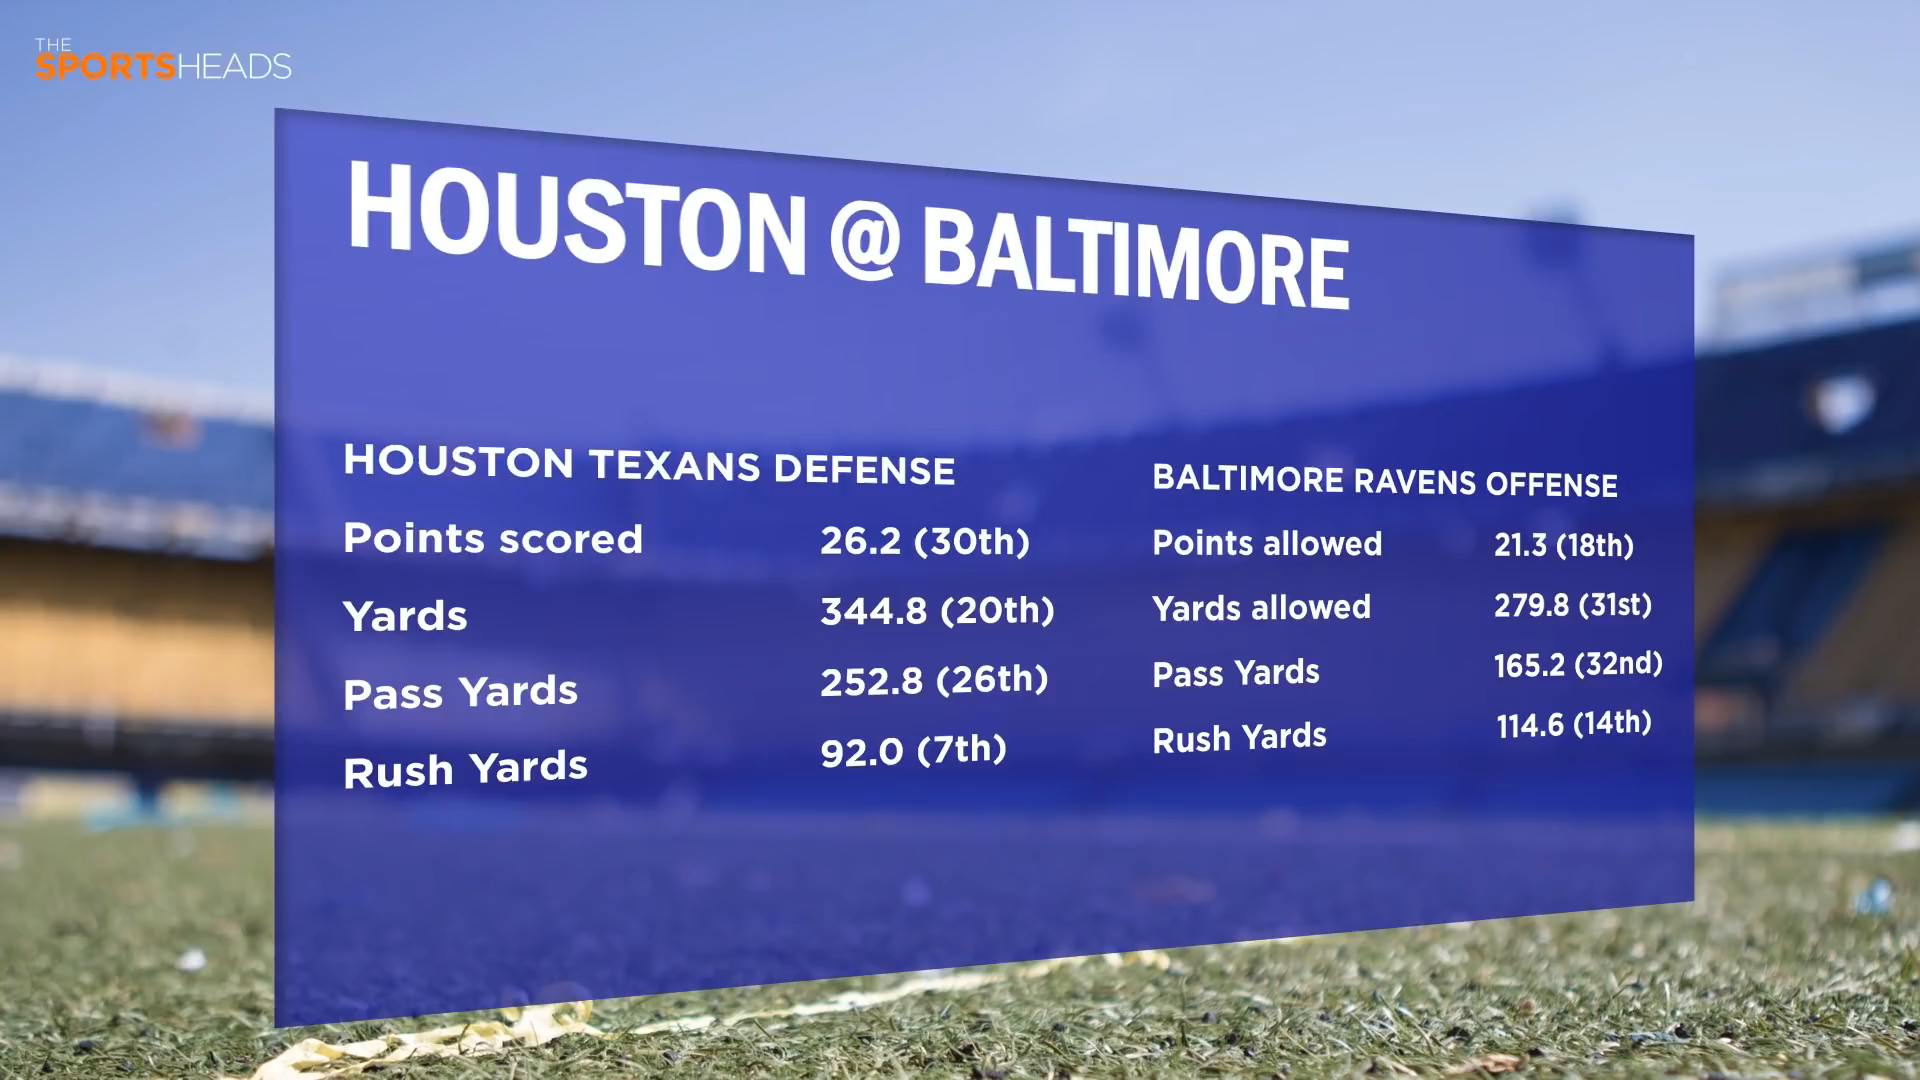 THE
SPORTSHEADS
HOUSTON @ BALTIMORE
HOUSTON TEXANS DEFENSE
Points scored 26.2 (30th)
Yards 344.8 (20th)
Pass Yards 252.8 (26th)
Rush Yards 92.0 (7th)
BALTIMORE RAVENS OFFENSE
Points allowed 21.3 (18th)
Yards allowed 279.8 (31st)
Pass Yards 165.2 (32nd)
Rush Yards 114.6 (14th)